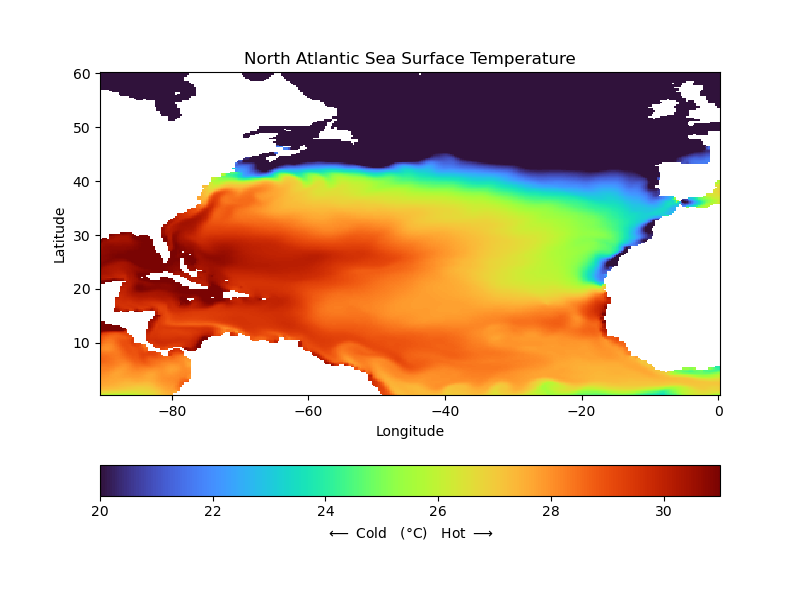 North Atlantic Sea Surface Temperature
60
50
40
30
20
10
Latitude
−80 −60 −40 −20 0
Longitude
20 22 24 26 28 30
⟵ Cold (°C) Hot ⟶